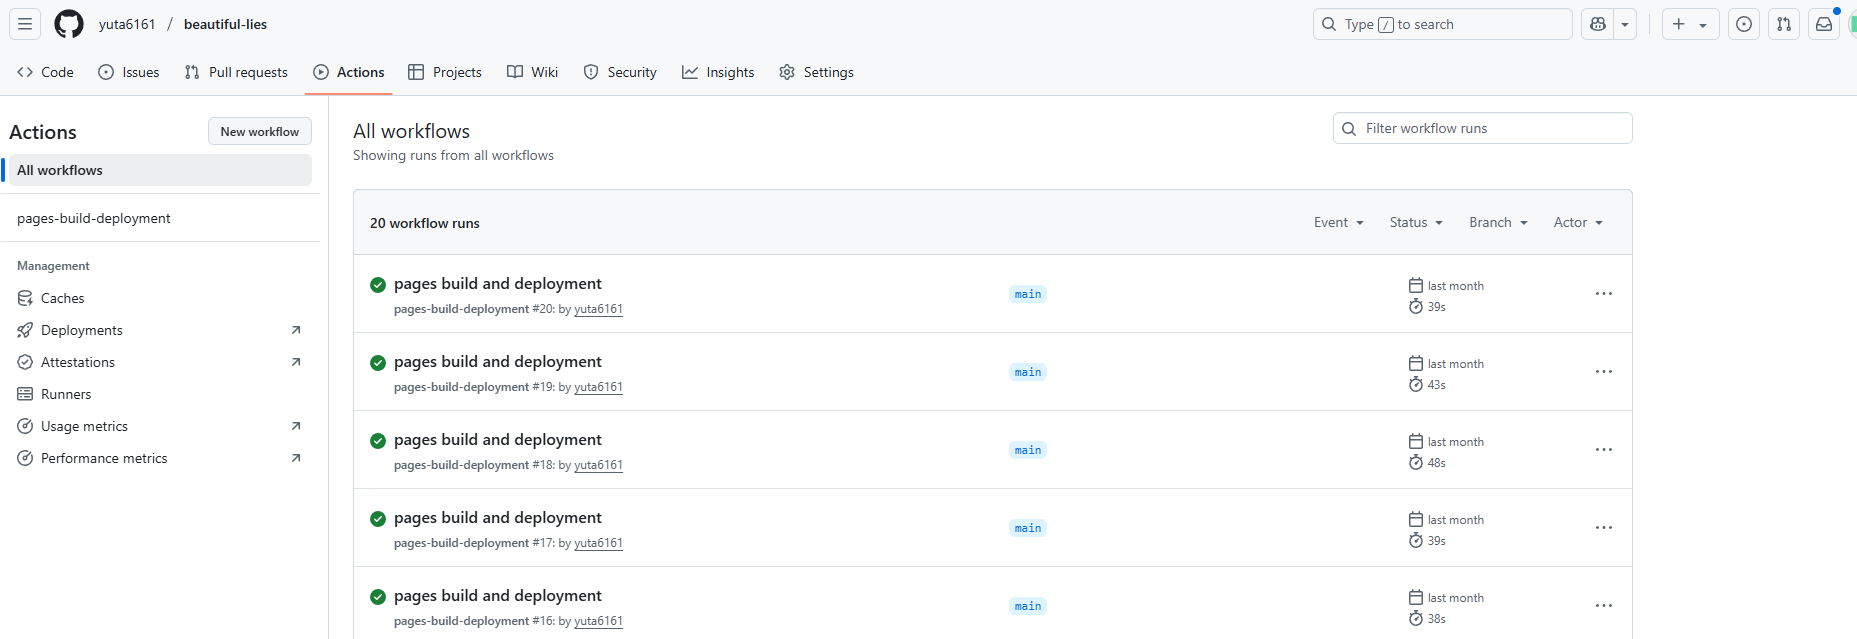 yuta6161 / beautiful-lies
Type / to search
Code Issues Pull requests Actions Projects Wiki Security Insights Settings
Actions
New workflow
All workflows
pages-build-deployment
Management
Caches
Deployments
Attestations
Runners
Usage metrics
Performance metrics
All workflows
Showing runs from all workflows
Filter workflow runs
20 workflow runs
Event Status Branch Actor
pages build and deployment
pages-build-deployment #20: by yuta6161
main
last month
39s
pages build and deployment
pages-build-deployment #19: by yuta6161
main
last month
43s
pages build and deployment
pages-build-deployment #18: by yuta6161
main
last month
48s
pages build and deployment
pages-build-deployment #17: by yuta6161
main
last month
39s
pages build and deployment
pages-build-deployment #16: by yuta6161
main
last month
38s